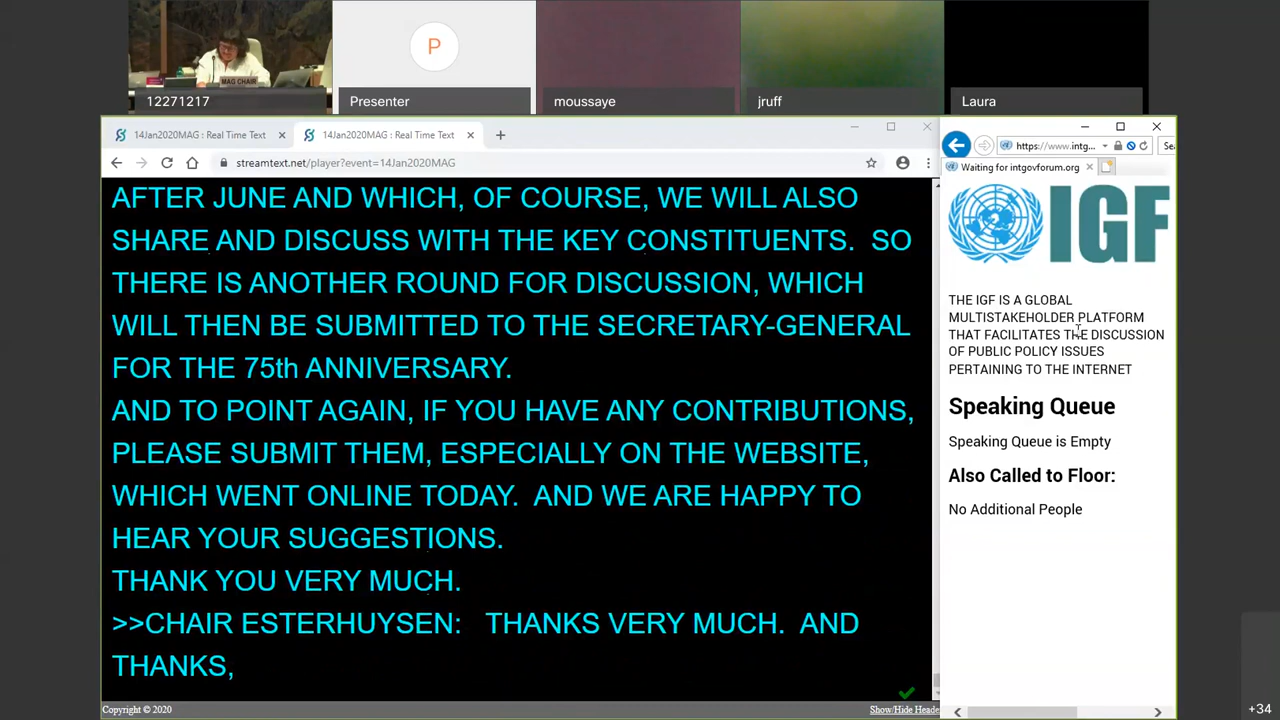 MAG CHAIR
12271217
P
Presenter
moussaye
jruff
Laura
14Jan2020MAG : Real Time Text
14Jan2020MAG : Real Time Text
streamtext.net/player?event=14Jan2020MAG
AFTER JUNE AND WHICH, OF COURSE, WE WILL ALSO
SHARE AND DISCUSS WITH THE KEY CONSTITUENTS. SO
THERE IS ANOTHER ROUND FOR DISCUSSION, WHICH
WILL THEN BE SUBMITTED TO THE SECRETARY-GENERAL
FOR THE 75th ANNIVERSARY.
AND TO POINT AGAIN, IF YOU HAVE ANY CONTRIBUTIONS,
PLEASE SUBMIT THEM, ESPECIALLY ON THE WEBSITE,
WHICH WENT ONLINE TODAY. AND WE ARE HAPPY TO
HEAR YOUR SUGGESTIONS.
THANK YOU VERY MUCH.
>>CHAIR ESTERHUYSEN: THANKS VERY MUCH. AND
THANKS,
Copyright © 2020
Show/Hide Heade
https://www.intg...
Sea
Waiting for intgovforum.org
IGF
THE IGF IS A GLOBAL
MULTISTAKEHOLDER PLATFORM
THAT FACILITATES THE DISCUSSION
OF PUBLIC POLICY ISSUES
PERTAINING TO THE INTERNET
Speaking Queue
Speaking Queue is Empty
Also Called to Floor:
No Additional People
+34